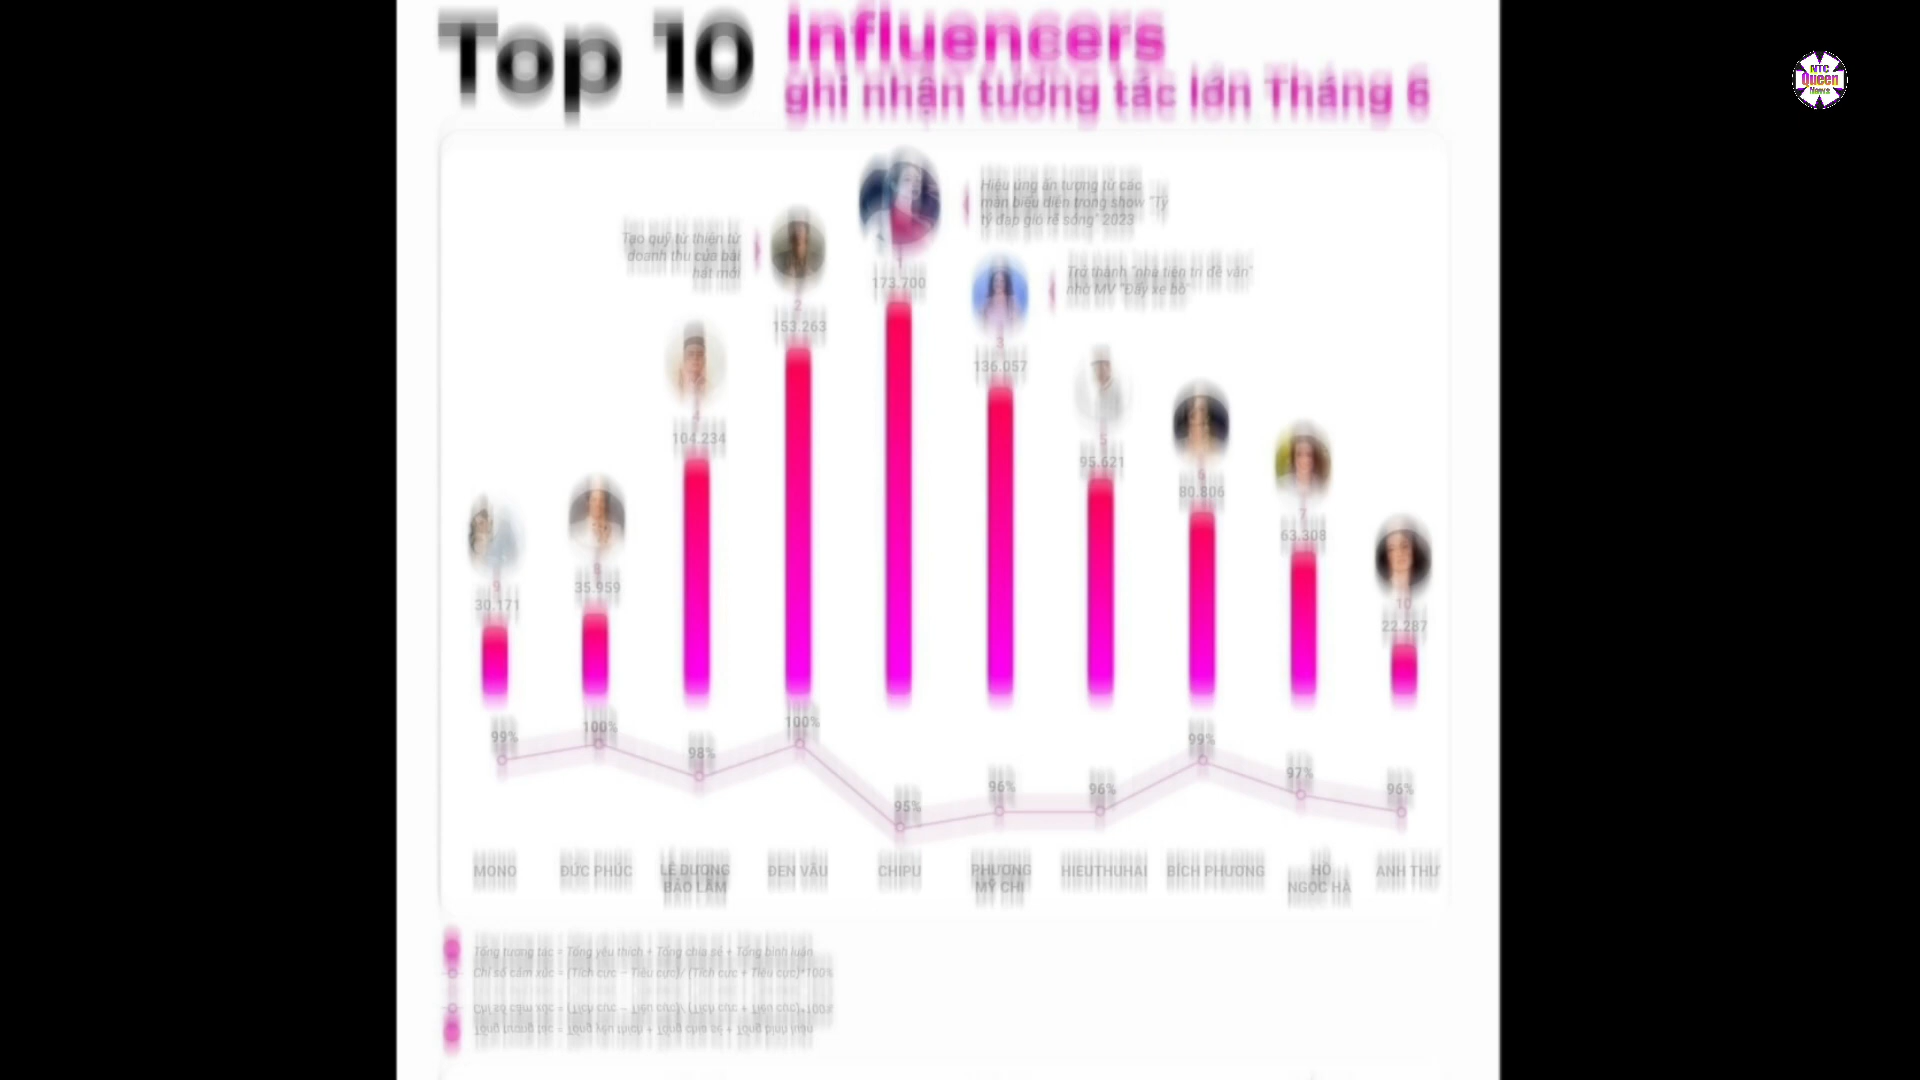 Top 10
Influencers
ghi nhận tương tác lớn Tháng 6
NTC
Queen
News
Hiệu ứng ấn tượng từ các
màn biểu diễn trong show "Tỷ
tỷ đạp gió rẽ sóng" 2023
Tạo quỹ từ thiện từ
doanh thu của bài
hát mới
Trở thành "nhà tiên tri đề văn"
nhờ MV "Đẩy xe bò"
1
173.700
2
153.263
3
136.057
4
104.234
5
95.621
6
80.806
7
63.308
8
35.959
9
30.171
10
22.287
99%
100%
98%
100%
95%
96%
96%
99%
97%
96%
MONO
ĐỨC PHÚC
LÊ DƯƠNG
BẢO LÂM
ĐEN VÂU
CHIPU
PHƯƠNG
MỸ CHI
HIEUTHUHAI
BÍCH PHƯƠNG
HỒ
NGỌC HÀ
ANH THƯ
Tổng tương tác = Tổng yêu thích + Tổng chia sẻ + Tổng bình luận
Chỉ số cảm xúc = (Tích cực - Tiêu cực)/ (Tích cực + Tiêu cực)*100%